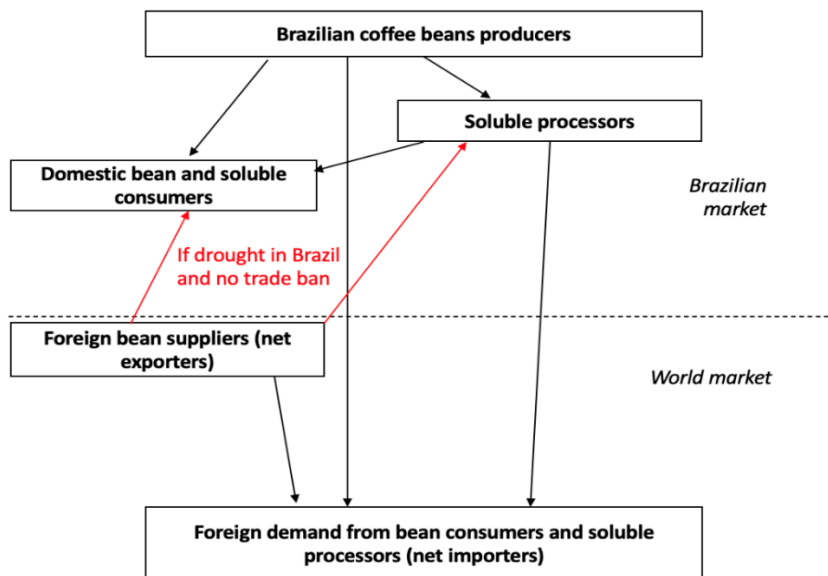 Brazilian coffee beans producers
Soluble processors
Domestic bean and soluble
consumers
Brazilian
market
If drought in Brazil
and no trade ban
Foreign bean suppliers (net
exporters)
World market
Foreign demand from bean consumers and soluble
processors (net importers)